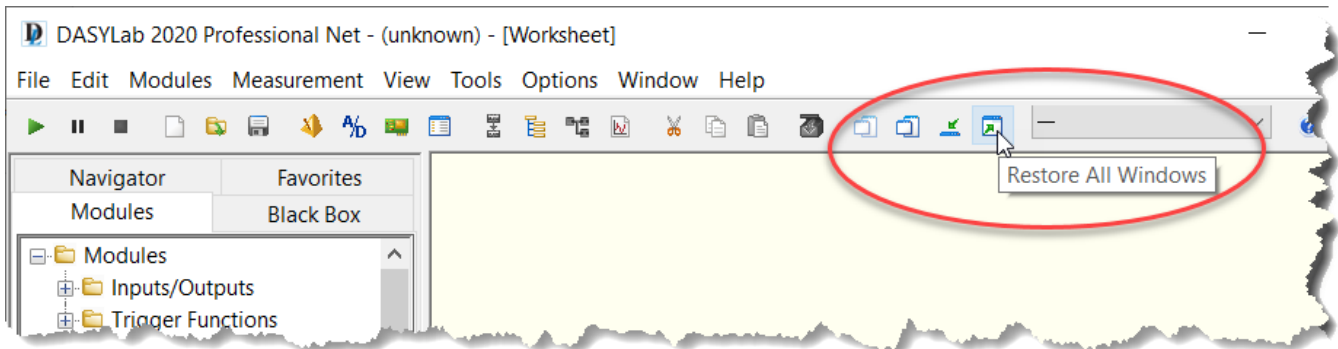 DASYLab 2020 Professional Net - (unknown) - [Worksheet]
File Edit Modules Measurement View Tools Options Window Help
Restore All Windows
Navigator Favorites
Modules Black Box
Modules
Inputs/Outputs
Trigger Functions